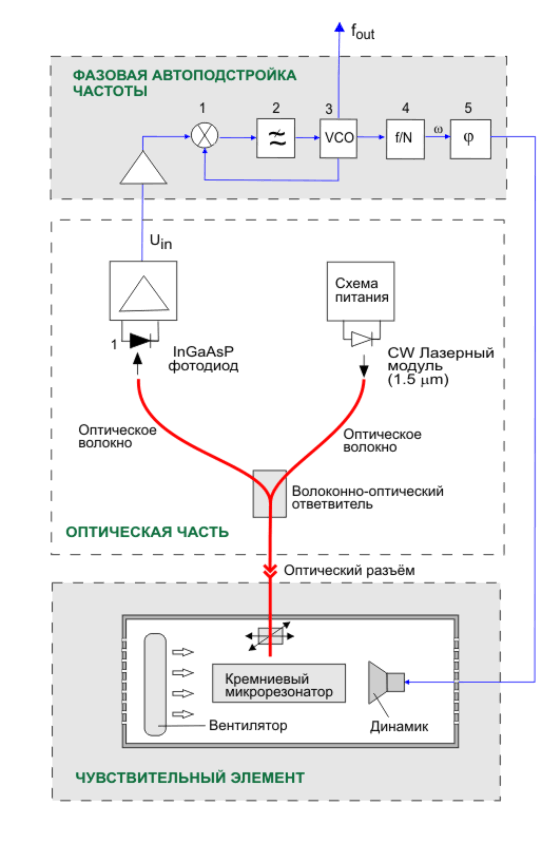 f_out
ФАЗОВАЯ АВТОПОДСТРОЙКА
ЧАСТОТЫ
1
2
3
4
5
≂
VCO
f/N
ω
φ
U_in
Схема
питания
1
InGaAsP
фотодиод
CW Лазерный
модуль
(1.5 μm)
Оптическое
волокно
Оптическое
волокно
Волоконно-оптический
ответвитель
ОПТИЧЕСКАЯ ЧАСТЬ
Оптический разъём
Кремниевый
микрорезонатор
Вентилятор
Динамик
ЧУВСТВИТЕЛЬНЫЙ ЭЛЕМЕНТ